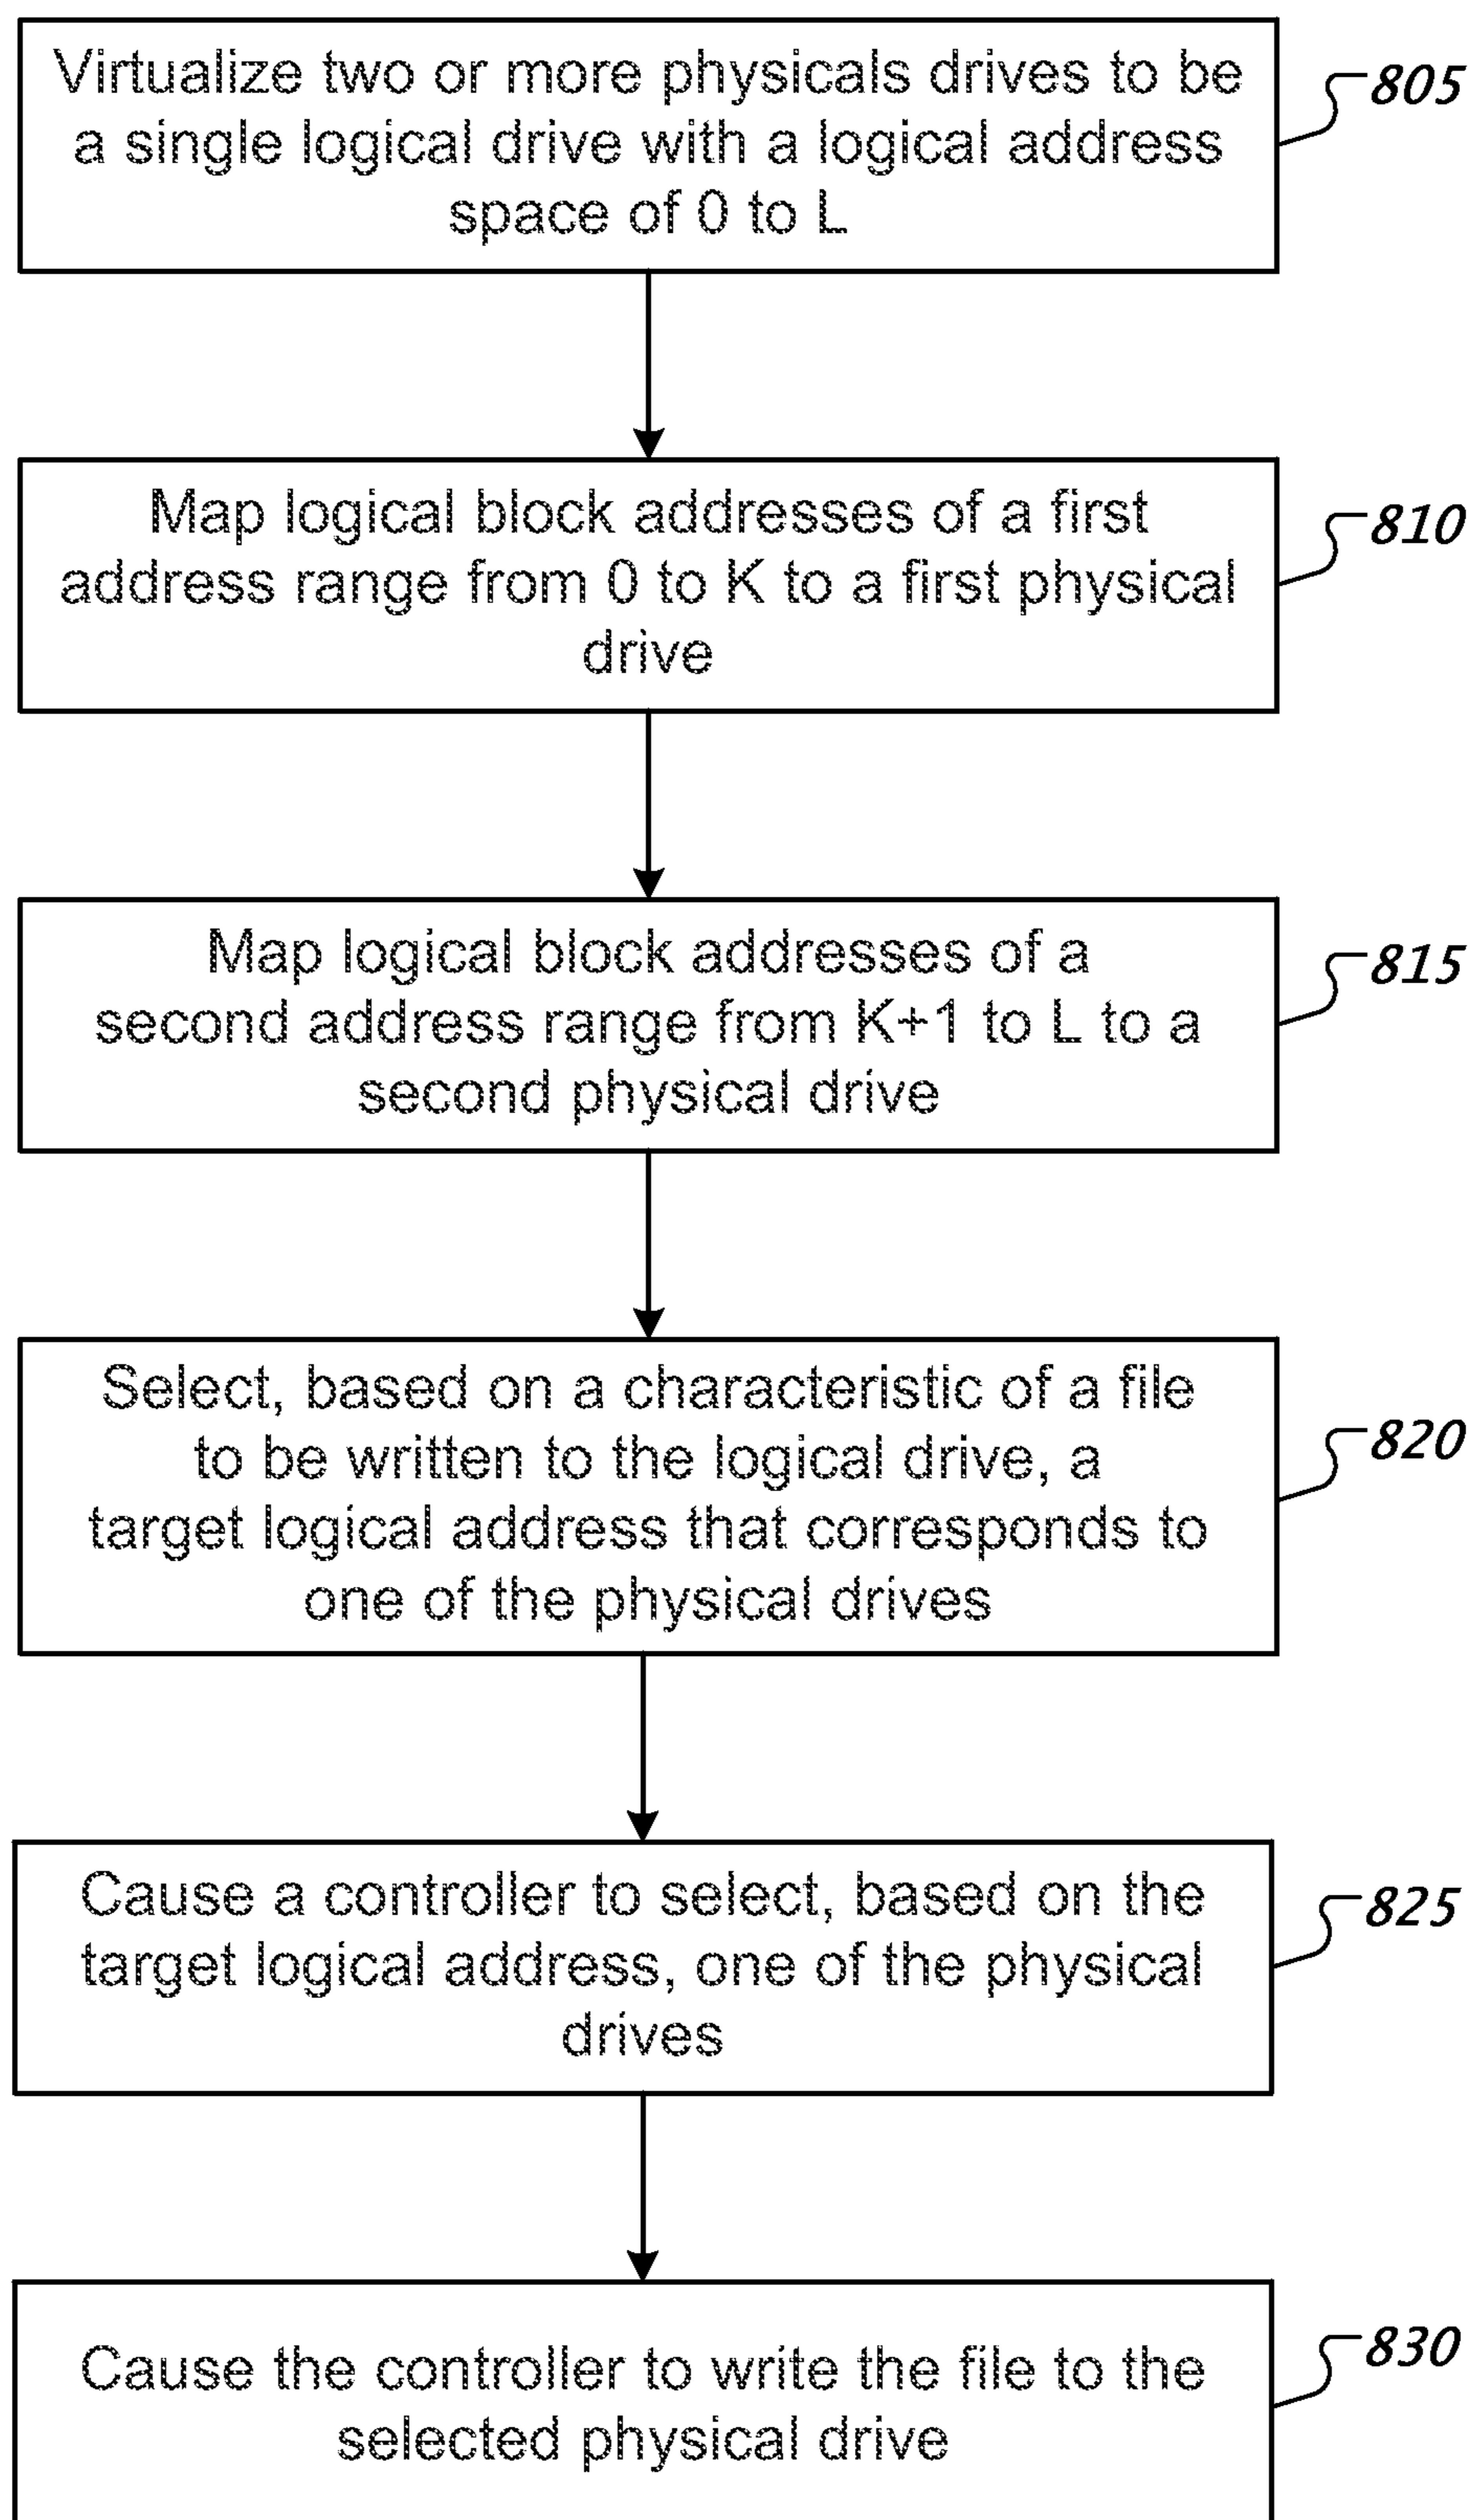 Virtualize two or more physicals drives to be
a single logical drive with a logical address
space of 0 to L
805
Map logical block addresses of a first
address range from 0 to K to a first physical
drive
810
Map logical block addresses of a
second address range from K+1 to L to a
second physical drive
815
Select, based on a characteristic of a file
to be written to the logical drive, a
target logical address that corresponds to
one of the physical drives
820
Cause a controller to select, based on the
target logical address, one of the physical
drives
825
Cause the controller to write the file to the
selected physical drive
830